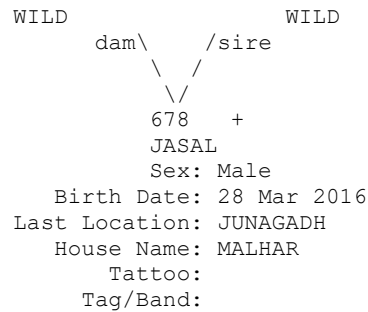 WILD WILD
dam\ /sire
\ /
\/
678 +
JASAL
Sex: Male
Birth Date: 28 Mar 2016
Last Location: JUNAGADH
House Name: MALHAR
Tattoo:
Tag/Band: